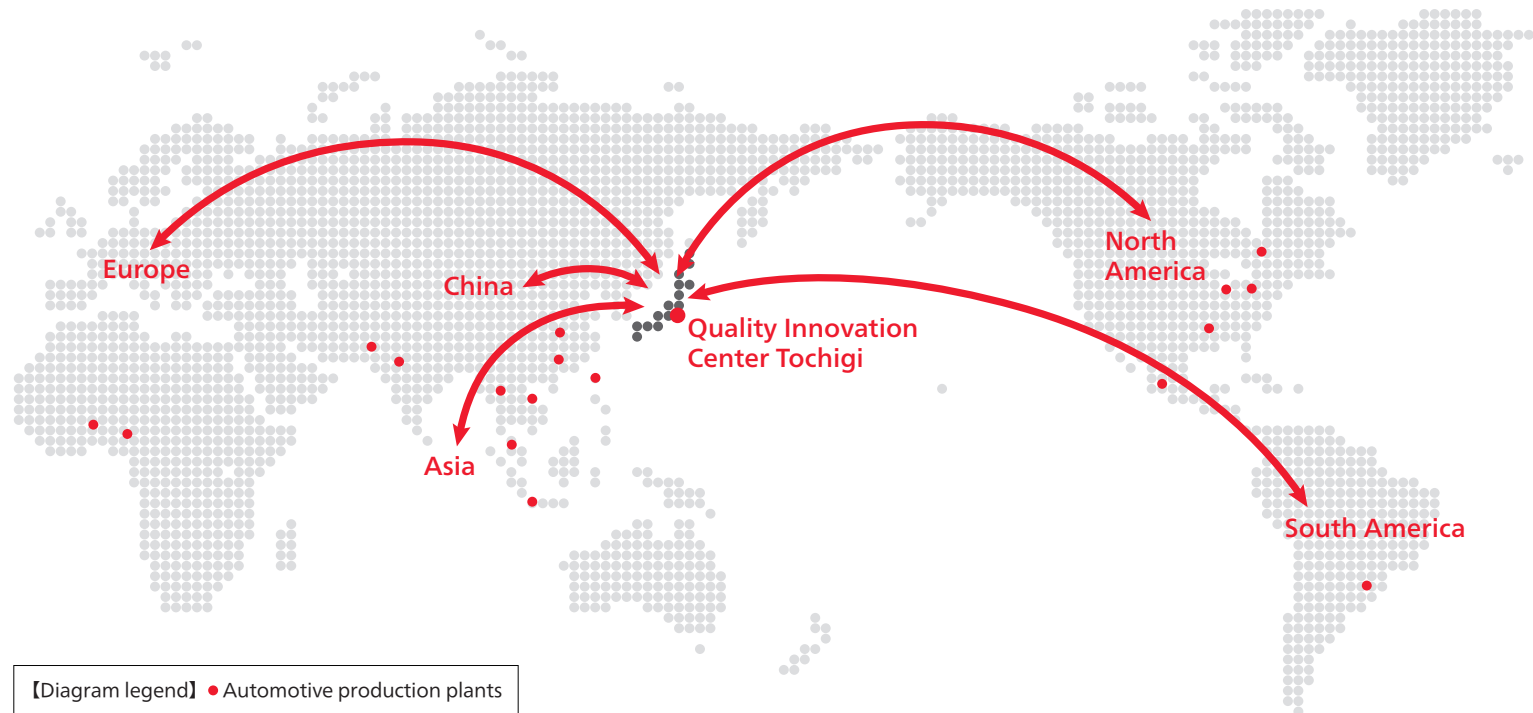 Europe
China
North
America
Quality Innovation
Center Tochigi
Asia
South America
【Diagram legend】 ● Automotive production plants